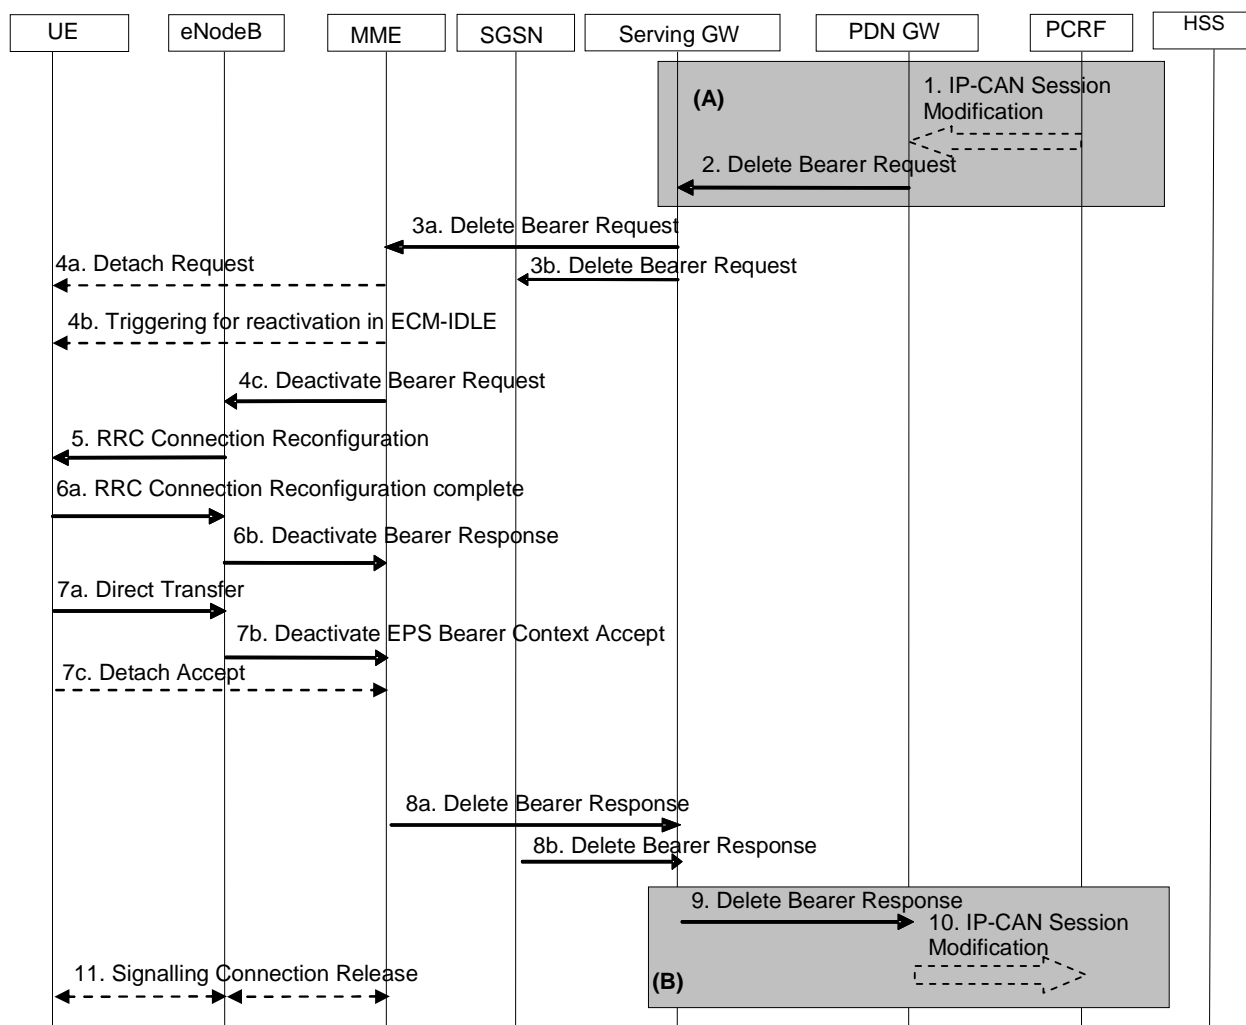 UE
eNodeB
MME
SGSN
Serving GW
PDN GW
PCRF
HSS
(A)
1. IP-CAN Session
Modification
2. Delete Bearer Request
3a. Delete Bearer Request
4a. Detach Request
3b. Delete Bearer Request
4b. Triggering for reactivation in ECM-IDLE
4c. Deactivate Bearer Request
5. RRC Connection Reconfiguration
6a. RRC Connection Reconfiguration complete
6b. Deactivate Bearer Response
7a. Direct Transfer
7b. Deactivate EPS Bearer Context Accept
7c. Detach Accept
8a. Delete Bearer Response
8b. Delete Bearer Response
9. Delete Bearer Response
10. IP-CAN Session
Modification
11. Signalling Connection Release
(B)